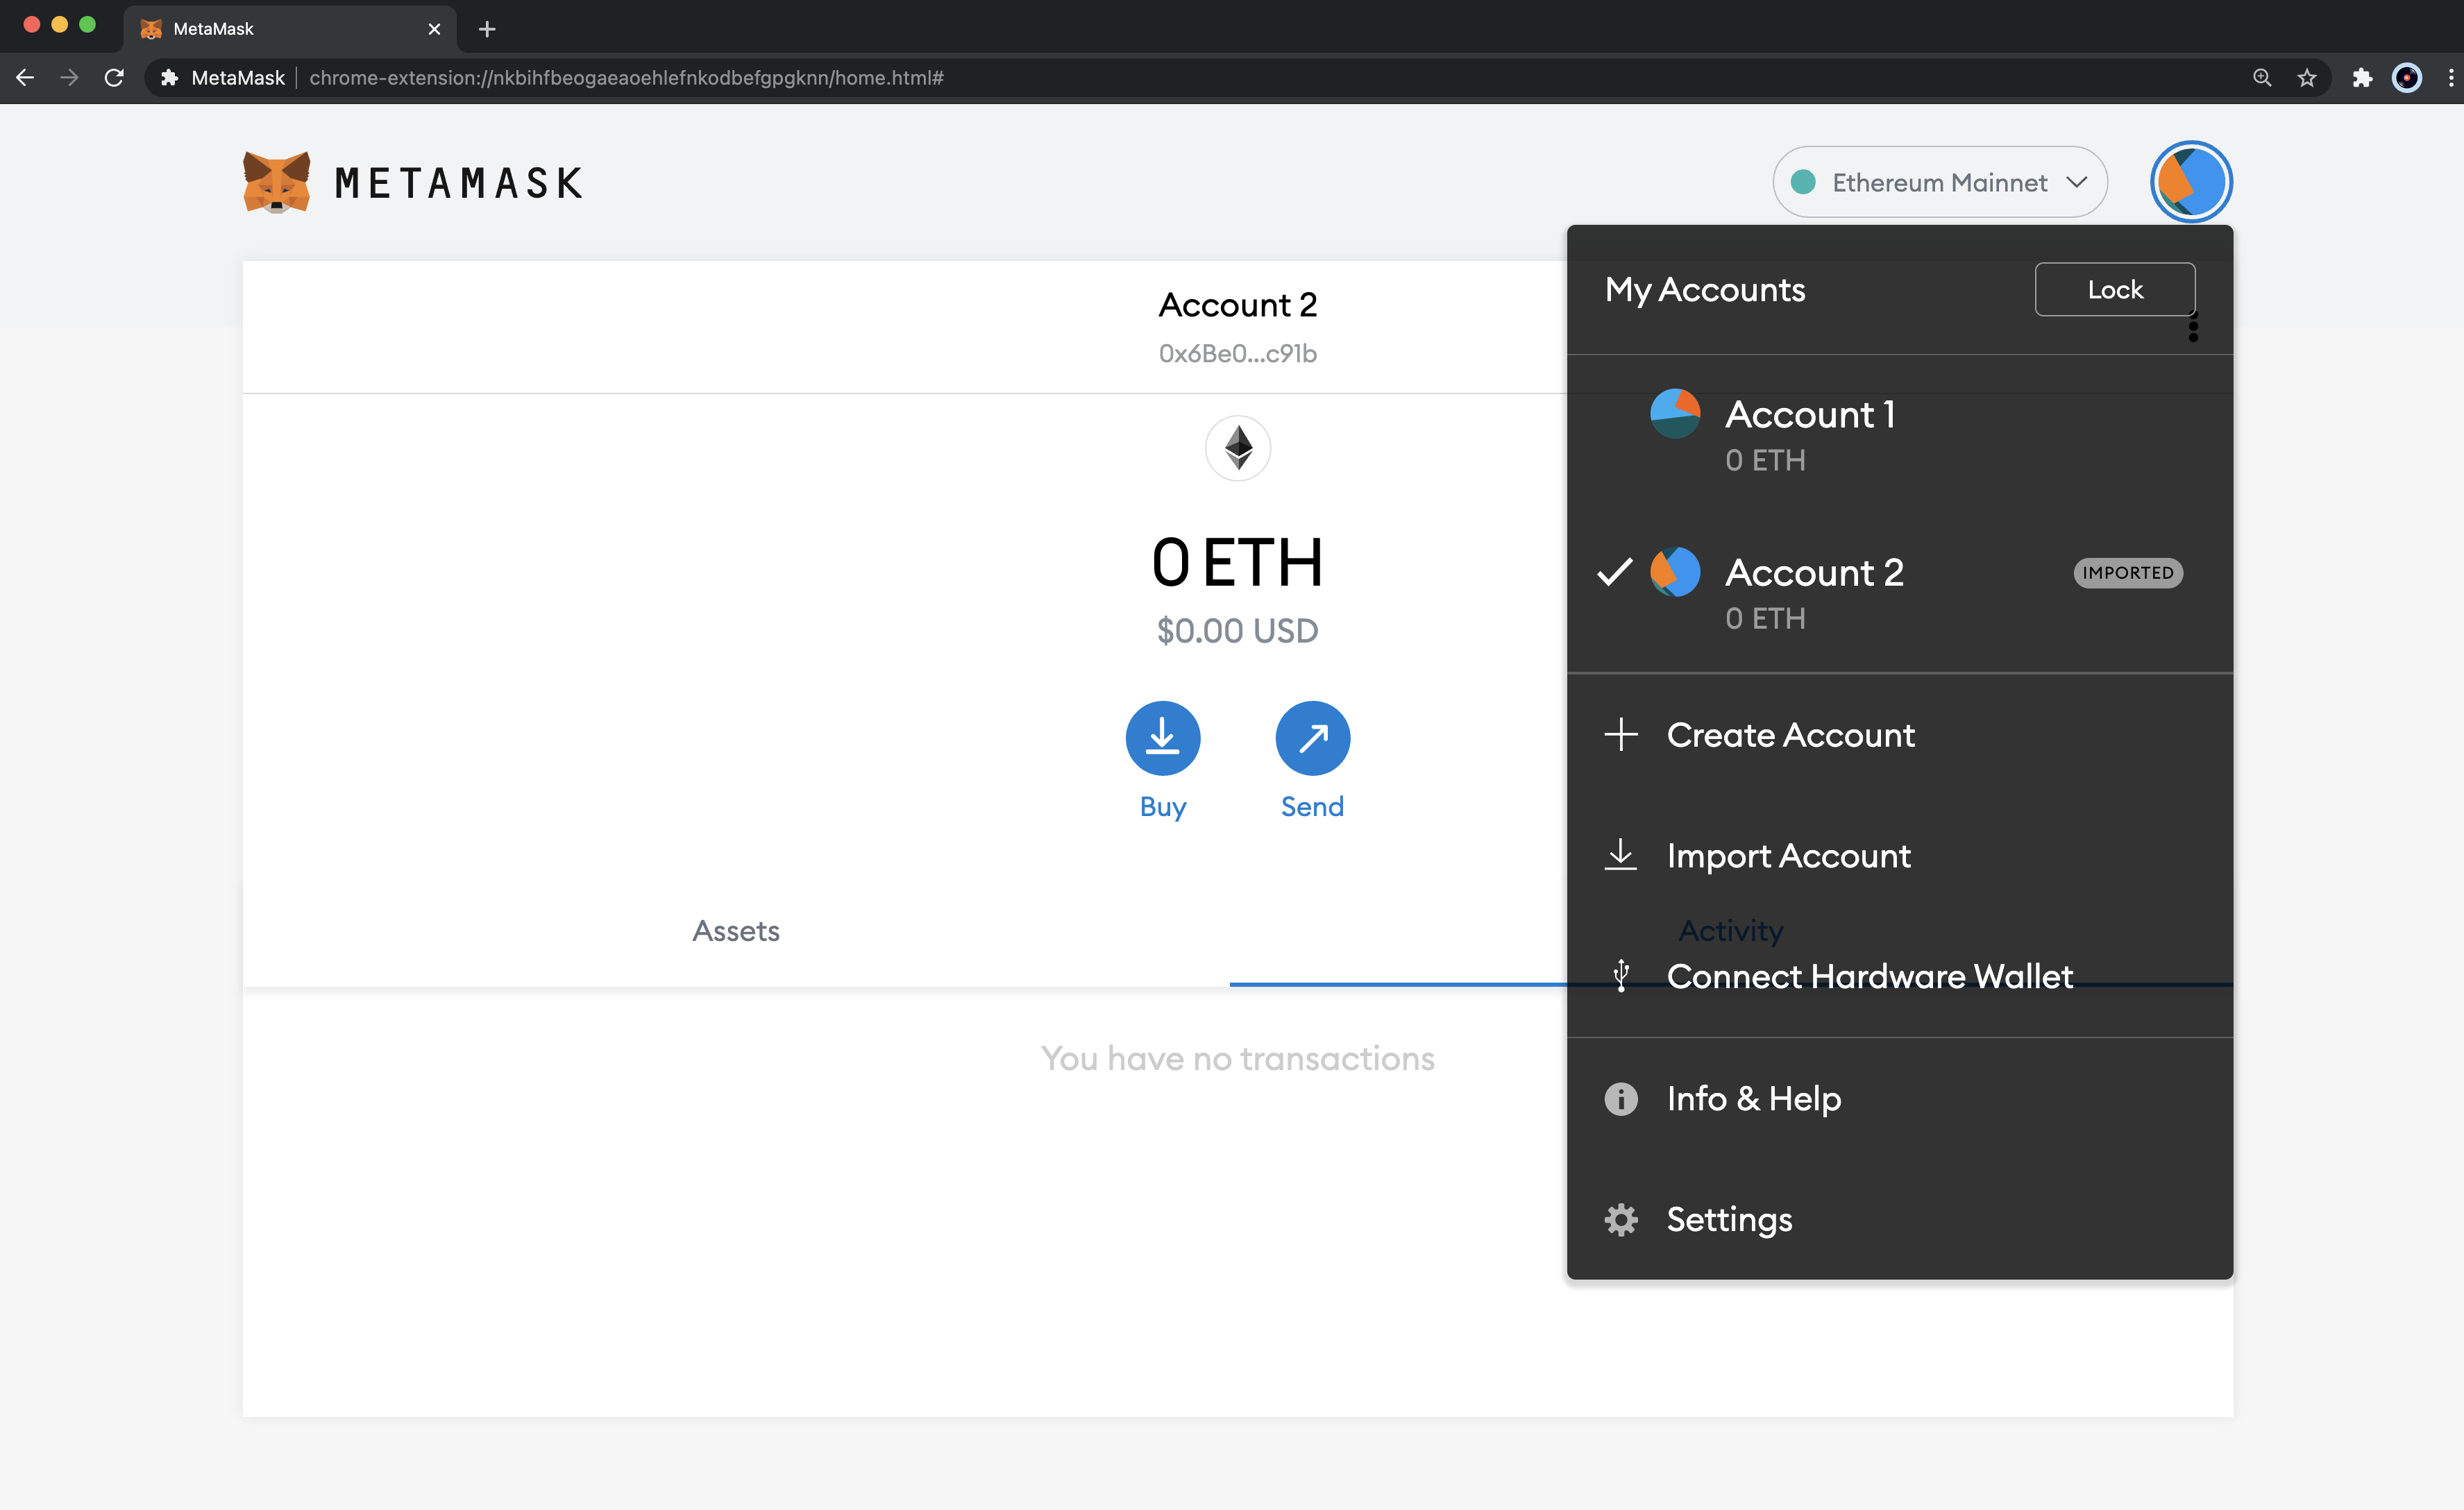 MetaMask
MetaMask
chrome-extension://nkbihfbeogaeaoehlefnkodbefgpgknn/home.html#
METAMASK
Ethereum Mainnet
Account 2
0x6Be0...c91b
0 ETH
$0.00 USD
Buy
Send
Assets
Activity
You have no transactions
My Accounts
Lock
Account 1
0 ETH
Account 2
IMPORTED
0 ETH
Create Account
Import Account
Connect Hardware Wallet
Info & Help
Settings